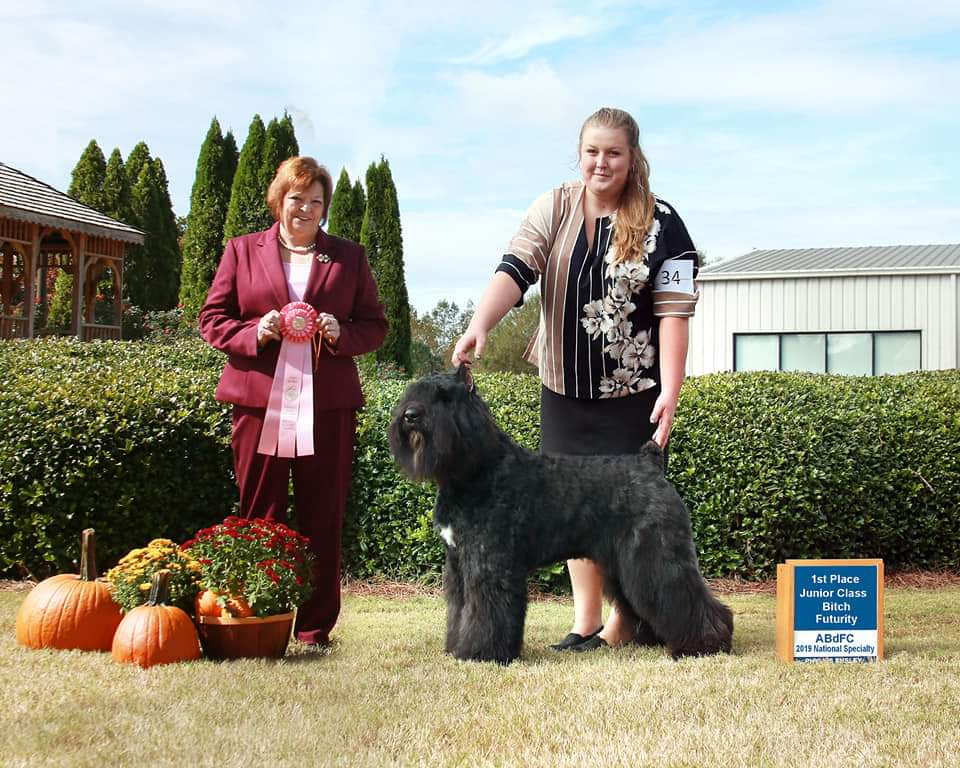 34
1st Place
Junior Class
Bitch
Futurity
ABdFC
2019 National Specialty